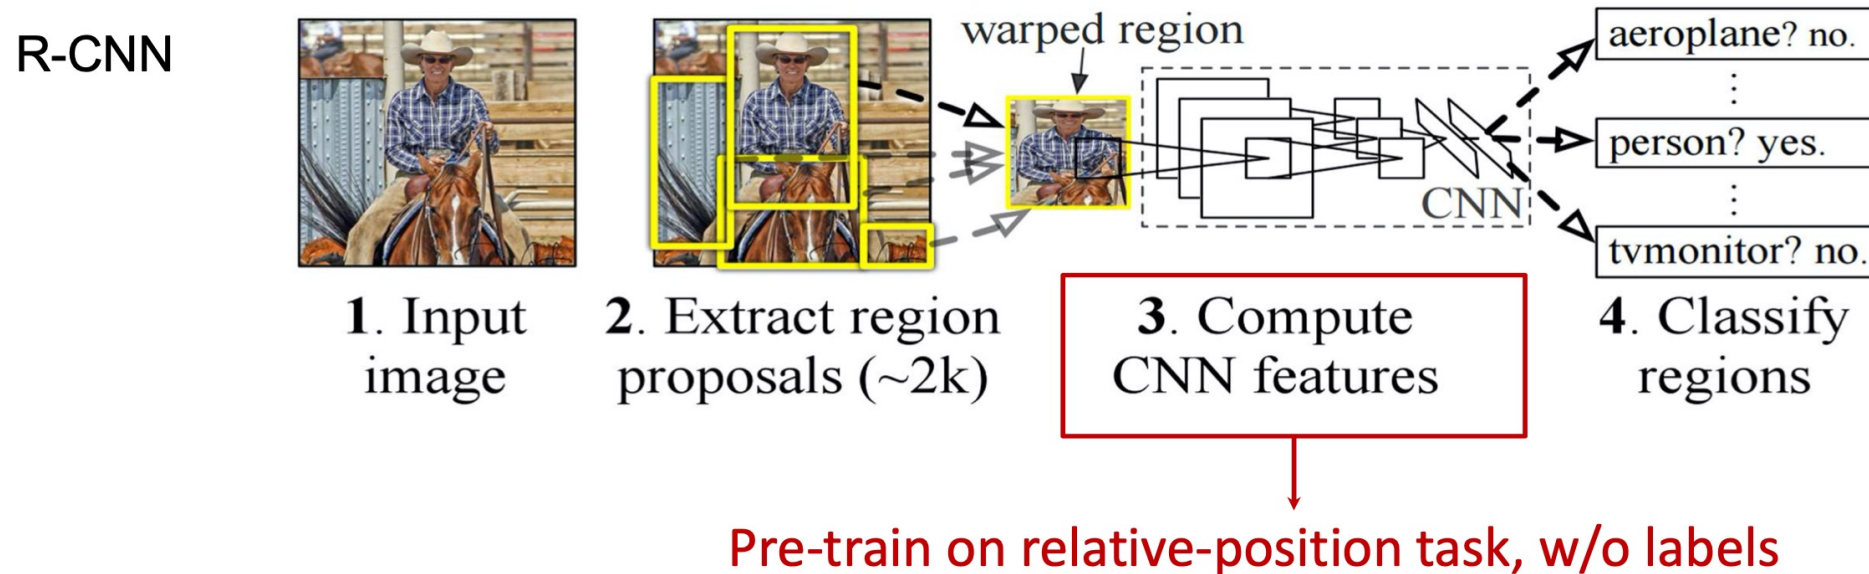 R-CNN
warped region
aeroplane? no.
person? yes.
CNN
tvmonitor? no.
1. Input
image
2. Extract region
proposals (~2k)
3. Compute
CNN features
4. Classify
regions
Pre-train on relative-position task, w/o labels